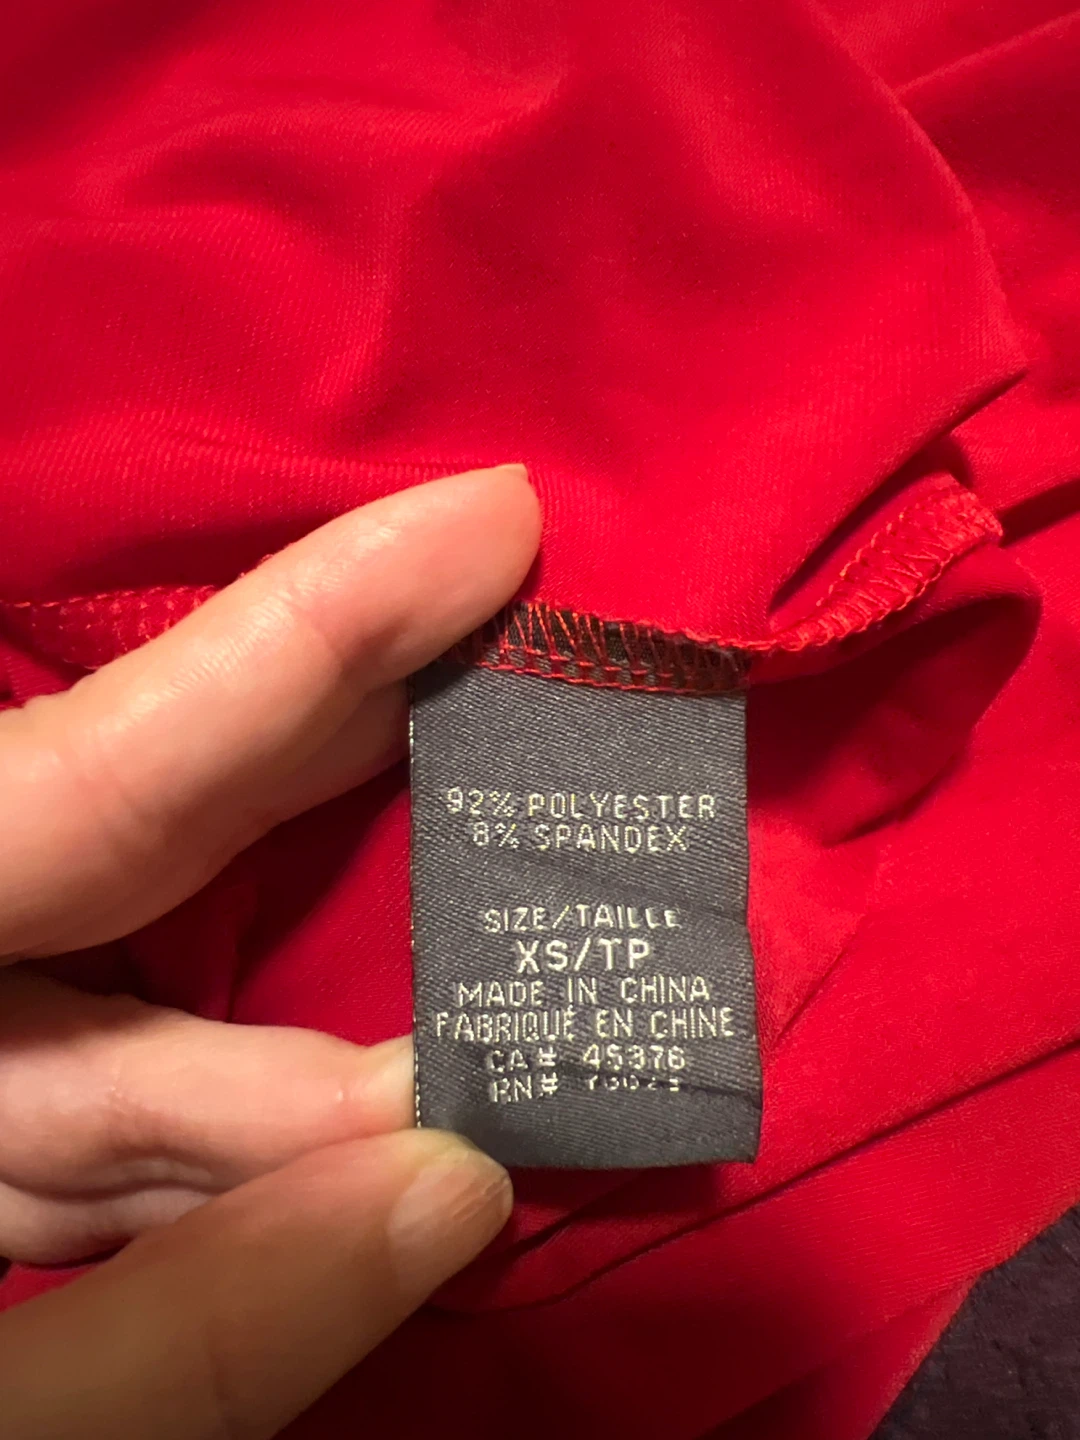 92% POLYESTER
8% SPANDEX
SIZE/TAILLE
XS/TP
MADE IN CHINA
FABRIQUÉ EN CHINE
CA# 45376
RN#